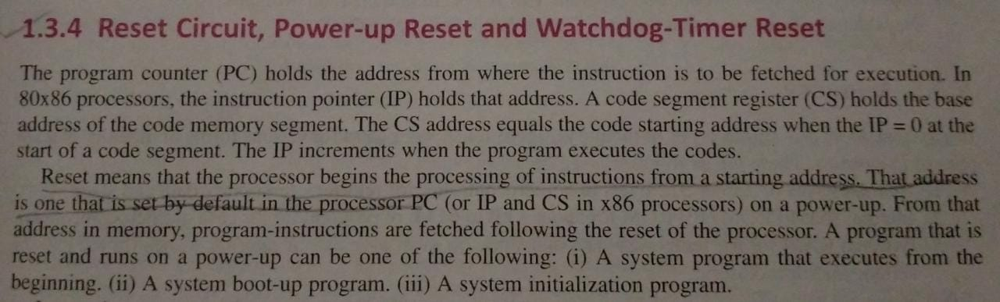 1.3.4 Reset Circuit, Power-up Reset and Watchdog-Timer Reset
The program counter (PC) holds the address from where the instruction is to be fetched for execution. In
80x86 processors, the instruction pointer (IP) holds that address. A code segment register (CS) holds the base
address of the code memory segment. The CS address equals the code starting address when the IP = 0 at the
start of a code segment. The IP increments when the program executes the codes.
Reset means that the processor begins the processing of instructions from a starting address. That address
is one that is set by default in the processor PC (or IP and CS in x86 processors) on a power-up. From that
address in memory, program-instructions are fetched following the reset of the processor. A program that is
reset and runs on a power-up can be one of the following: (i) A system program that executes from the
beginning. (ii) A system boot-up program. (iii) A system initialization program.